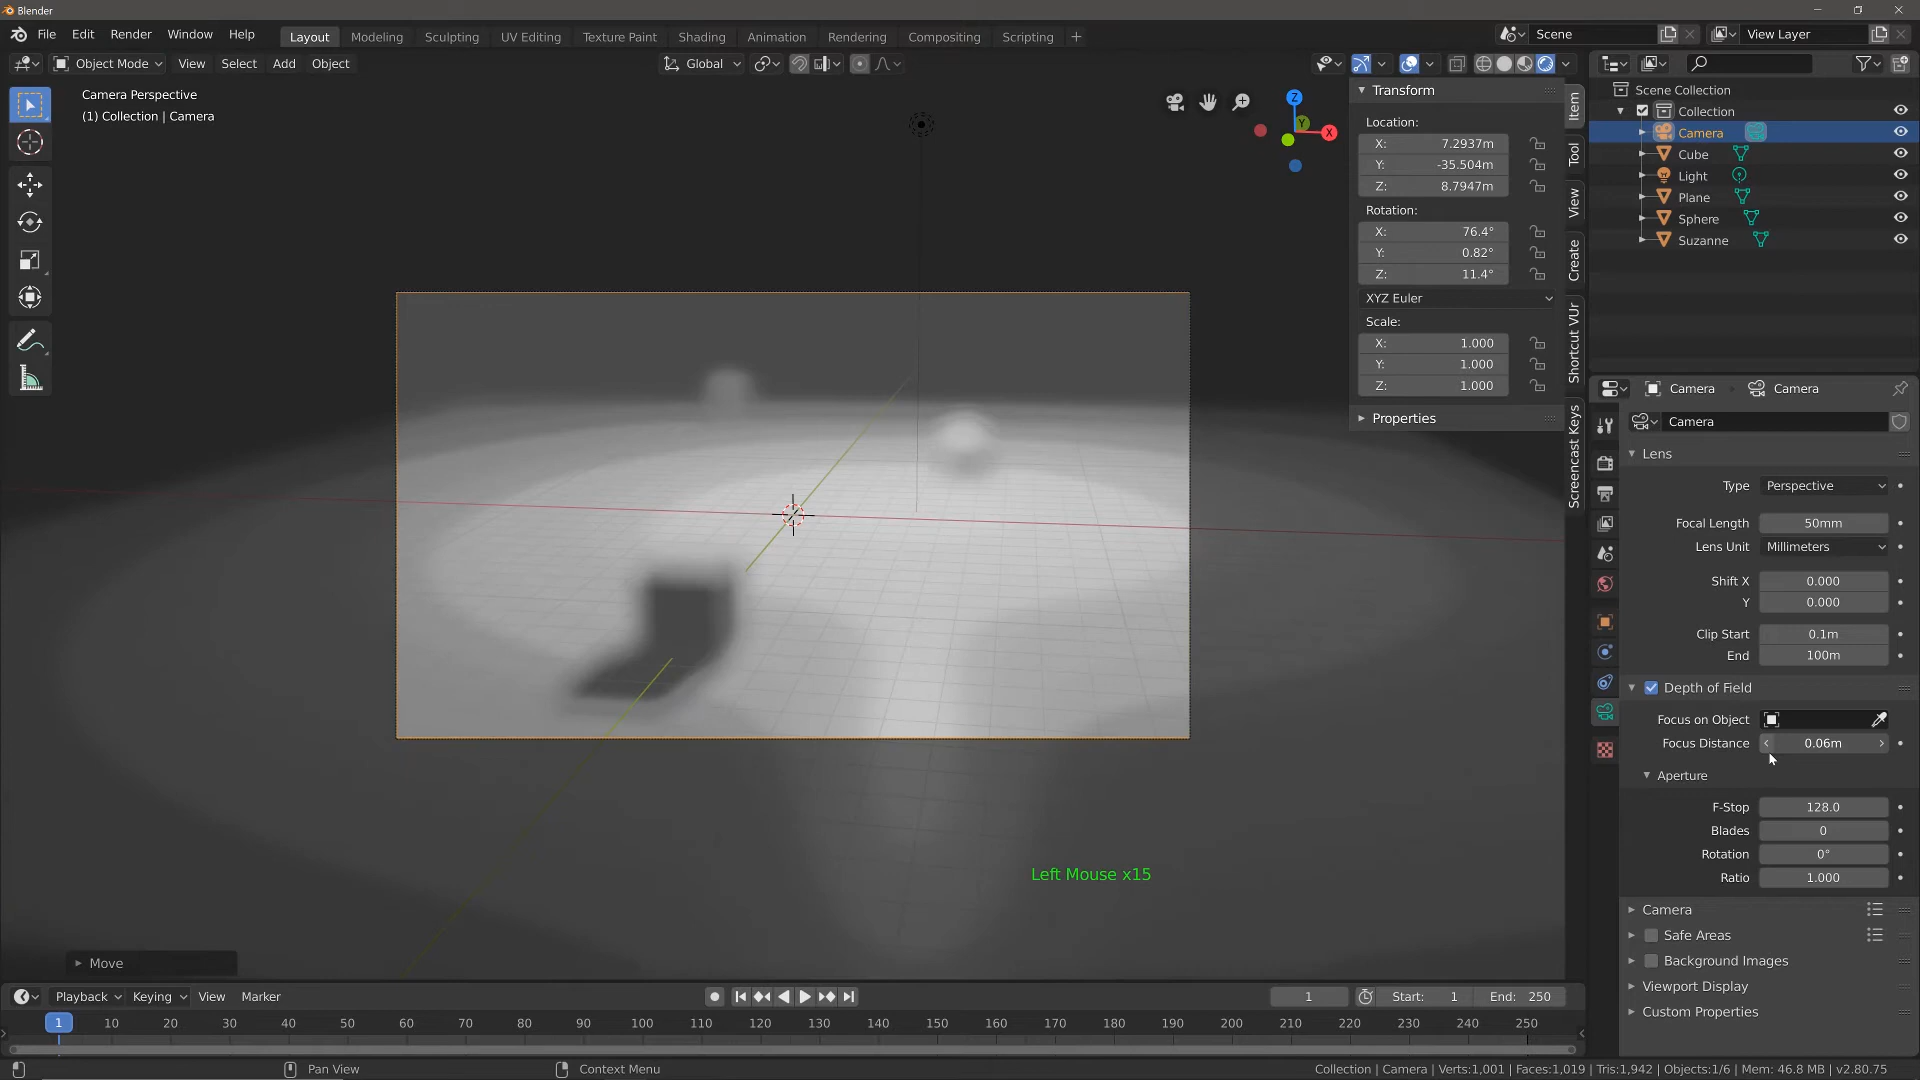 Blender
File Edit Render Window Help
Layout Modeling Sculpting UV Editing Texture Paint Shading Animation Rendering Compositing Scripting +
Scene
View Layer
Object Mode View Select Add Object
Global
Camera Perspective
(1) Collection | Camera
Z
Y
X
Transform
Location:
X: 7.2937m
Y: -35.504m
Z: 8.7947m
Rotation:
X: 76.4°
Y: 0.82°
Z: 11.4°
XYZ Euler
Scale:
X: 1.000
Y: 1.000
Z: 1.000
Properties
Item
Tool
View
Create
Shortcut VUr
Screencast Keys
Scene Collection
Collection
Camera
Cube
Light
Plane
Sphere
Suzanne
Camera Camera
Camera
Lens
Type Perspective
Focal Length 50mm
Lens Unit Millimeters
Shift X 0.000
Y 0.000
Clip Start 0.1m
End 100m
Depth of Field
Focus on Object
Focus Distance 0.06m
Aperture
F-Stop 128.0
Blades 0
Rotation 0°
Ratio 1.000
Camera
Safe Areas
Background Images
Viewport Display
Custom Properties
Left Mouse x15
Move
Playback Keying View Marker
1 Start: 1 End: 250
1 10 20 30 40 50 60 70 80 90 100 110 120 130 140 150 160 170 180 190 200 210 220 230 240 250
Pan View Context Menu
Collection | Camera | Verts:1,001 | Faces:1,019 | Tris:1,942 | Objects:1/6 | Mem: 46.8 MB | v2.80.75